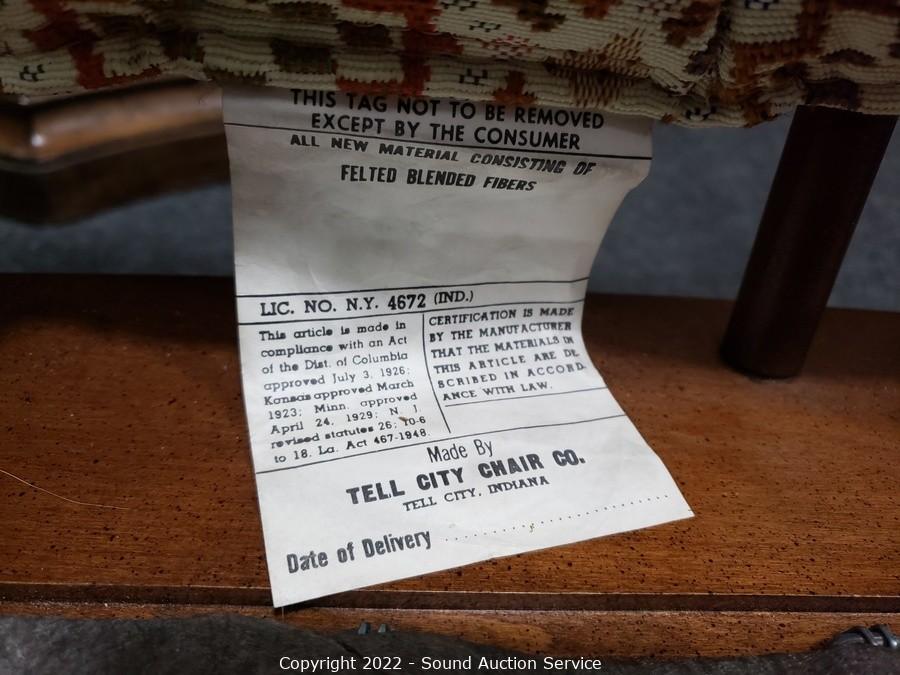 THIS TAG NOT TO BE REMOVED
EXCEPT BY THE CONSUMER
ALL NEW MATERIAL CONSISTING OF
FELTED BLENDED FIBERS
LIC. NO. N.Y. 4672 (IND.)
This article is made in
compliance with an Act
of the Dist. of Columbia
approved July 3, 1926;
Kansas approved March
1923; Minn. approved
April 24, 1929; N. J.
revised statutes 26; 10-6
to 18. La. Act 467-1948.
CERTIFICATION IS MADE
BY THE MANUFACTURER
THAT THE MATERIALS IN
THIS ARTICLE ARE DE-
SCRIBED IN ACCORD-
ANCE WITH LAW.
Made By
TELL CITY CHAIR CO.
TELL CITY, INDIANA
Date of Delivery
Copyright 2022 - Sound Auction Service